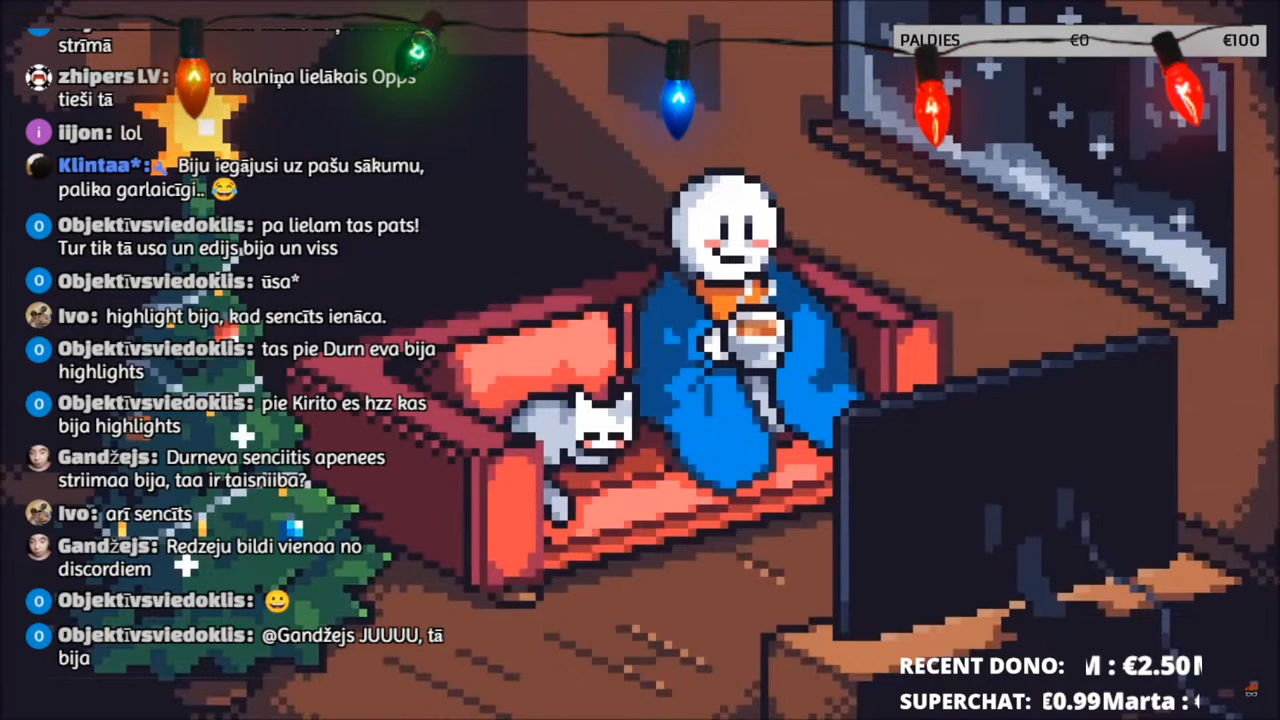 strīmā
PALDIES €0 €100
zhipers LV: ra kalniņa lielākais Opps
tieši tā
i iijon: lol
Klintaa*: Biju iegājusi uz pašu sākumu,
palika garlaicīgi.. 😂
O Objektīvsviedoklis: pa lielam tas pats!
Tur tik tā usa un edijs bija un viss
O Objektīvsviedoklis: ūsa*
Ivo: highlight bija, kad sencīts ienāca.
O Objektīvsviedoklis: tas pie Durn eva bija
highlights
O Objektīvsviedoklis: pie Kirito es hzz kas
bija highlights
Gandžejs: Durneva senciitis apenees
striimaa bija, taa ir taisniiba?
Ivo: arī sencīts
Gandžejs: Redzeju bildi vienaa no
discordiem
O Objektīvsviedoklis: 😀
O Objektīvsviedoklis: @Gandžejs JUUUU, tā
bija
RECENT DONO: M : €2.50
SUPERCHAT: €0.99Marta :